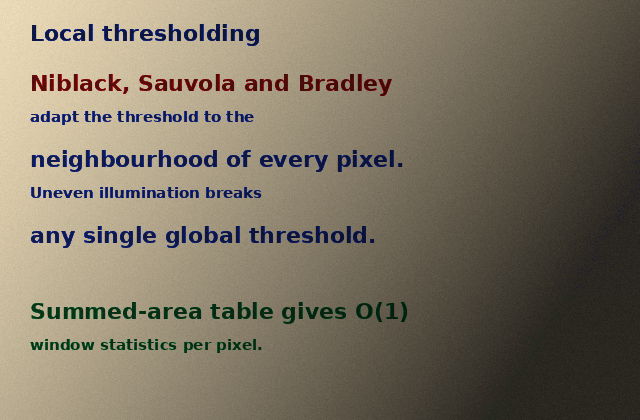 Local thresholding
Niblack, Sauvola and Bradley
adapt the threshold to the
neighbourhood of every pixel.
Uneven illumination breaks
any single global threshold.
Summed-area table gives O(1)
window statistics per pixel.